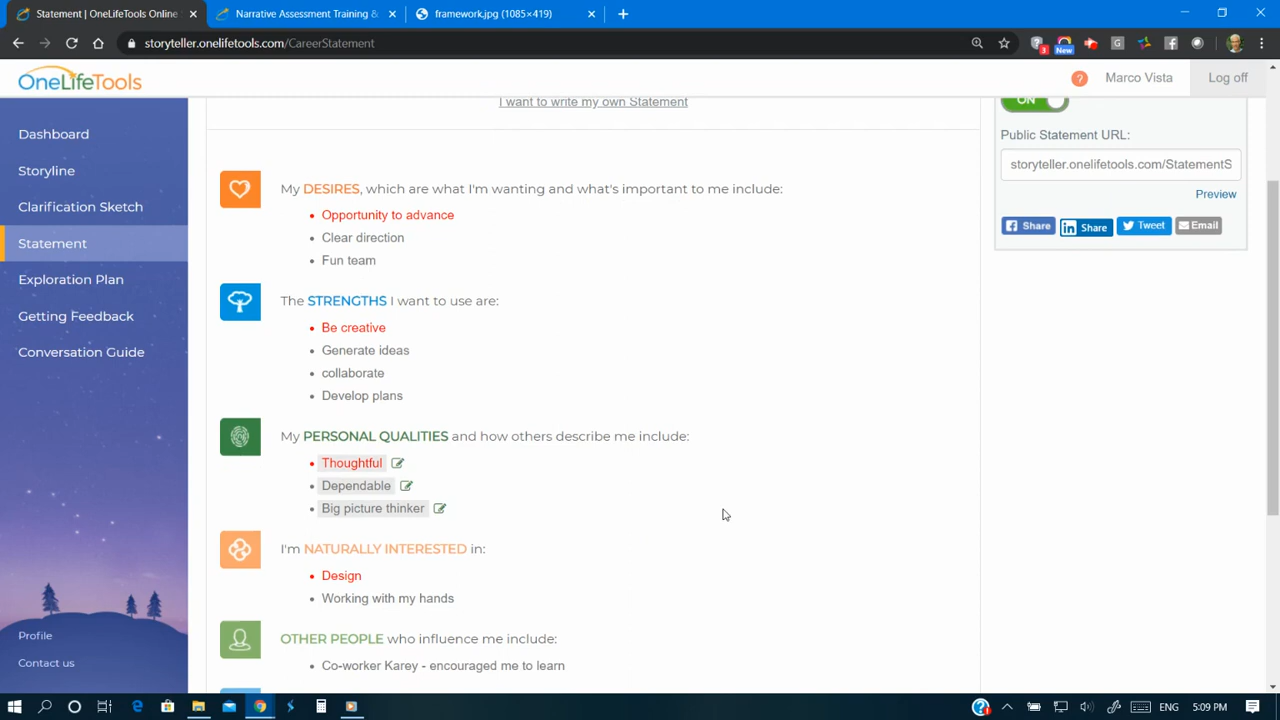 Statement | OneLifeTools Online
Narrative Assessment Training &
framework.jpg (1085×419)
storyteller.onelifetools.com/CareerStatement
3
New
OneLifeTools
?
Marco Vista
Log off
Dashboard
Storyline
Clarification Sketch
Statement
Exploration Plan
Getting Feedback
Conversation Guide
Profile
Contact us
I want to write my own Statement
My DESIRES, which are what I'm wanting and what's important to me include:
Opportunity to advance
Clear direction
Fun team
The STRENGTHS I want to use are:
Be creative
Generate ideas
collaborate
Develop plans
My PERSONAL QUALITIES and how others describe me include:
Thoughtful
Dependable
Big picture thinker
I'm NATURALLY INTERESTED in:
Design
Working with my hands
OTHER PEOPLE who influence me include:
Co-worker Karey - encouraged me to learn
ON
Public Statement URL:
storyteller.onelifetools.com/StatementS
Preview
Share
Share
Tweet
Email
ENG
5:09 PM